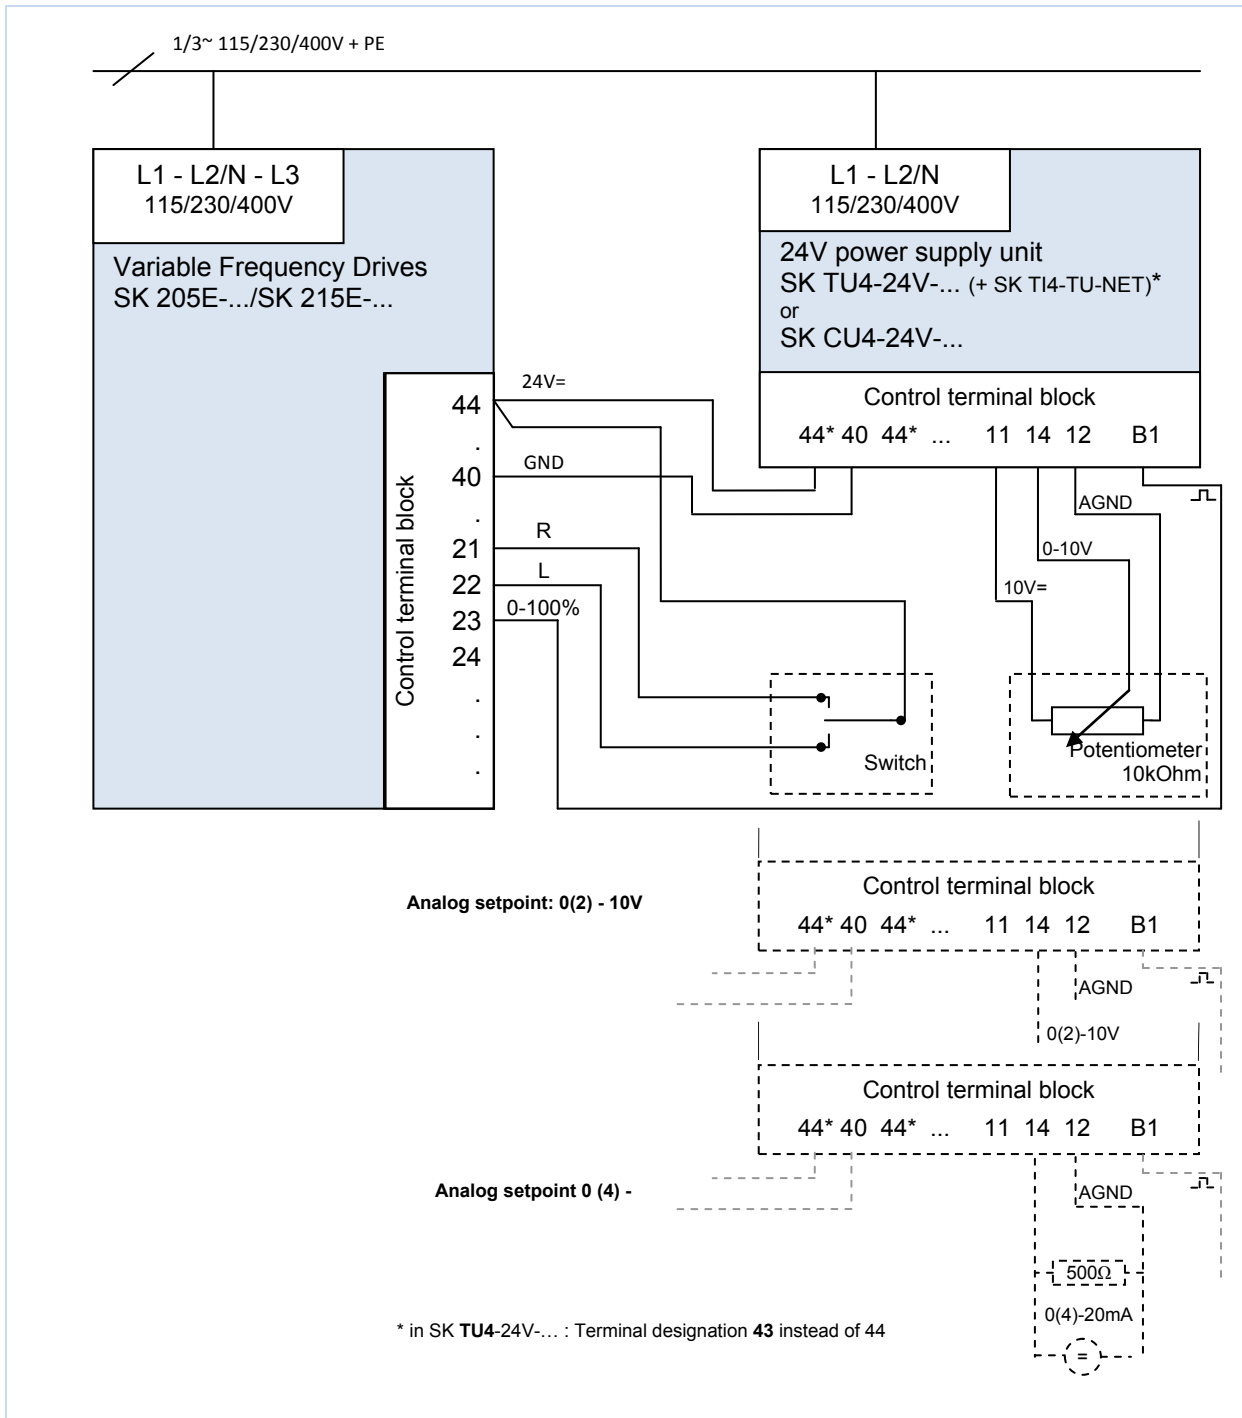 1/3~ 115/230/400V + PE
L1 - L2/N - L3
115/230/400V
Variable Frequency Drives
SK 205E-.../SK 215E-...
Control terminal block
44
.
40
.
21
22
23
24
.
.
.
24V=
GND
R
L
0-100%
L1 - L2/N
115/230/400V
24V power supply unit
SK TU4-24V-... (+ SK TI4-TU-NET)*
or
SK CU4-24V-...
Control terminal block
44* 40 44* ... 11 14 12 B1
AGND
0-10V
10V=
Switch
Potentiometer
10kOhm
Analog setpoint: 0(2) - 10V
Control terminal block
44* 40 44* ... 11 14 12 B1
AGND
0(2)-10V
Analog setpoint 0 (4) -
Control terminal block
44* 40 44* ... 11 14 12 B1
AGND
500Ω
0(4)-20mA
=
* in SK TU4-24V-... : Terminal designation 43 instead of 44